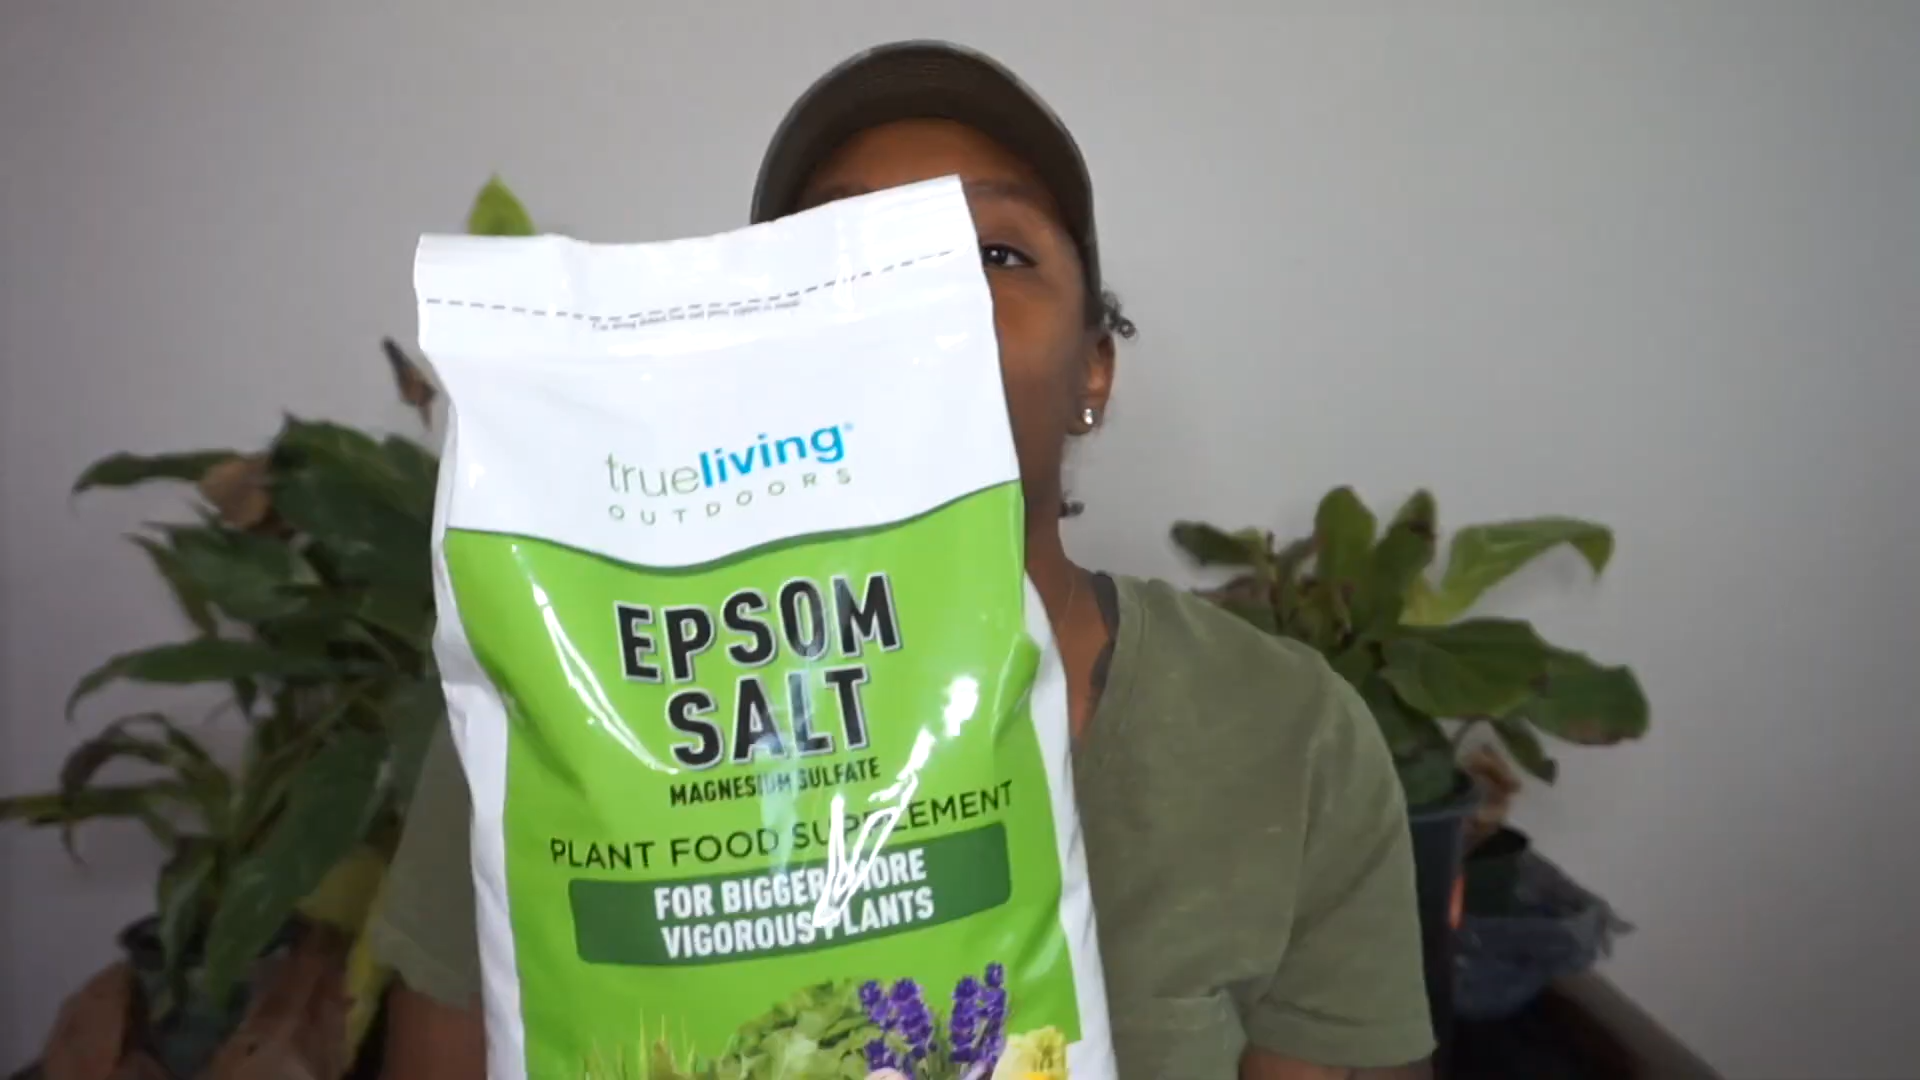 trueliving®
OUTDOORS
EPSOM
SALT
MAGNESIUM SULFATE
PLANT FOOD SUPPLEMENT
FOR BIGGER, MORE
VIGOROUS PLANTS